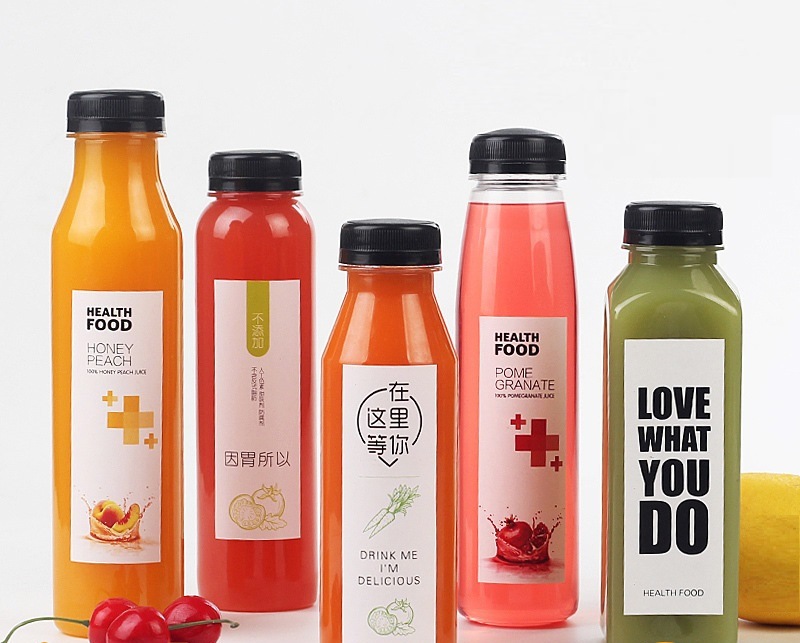 HEALTH
FOOD
HONEY
PEACH
100% HONEY PEACH JUICE
不添加
因胃所以
在
这里
等你
DRINK ME
I'M
DELICIOUS
HEALTH
FOOD
POME
GRANATE
100% POMEGRANATE JUICE
LOVE
WHAT
YOU
DO
HEALTH FOOD